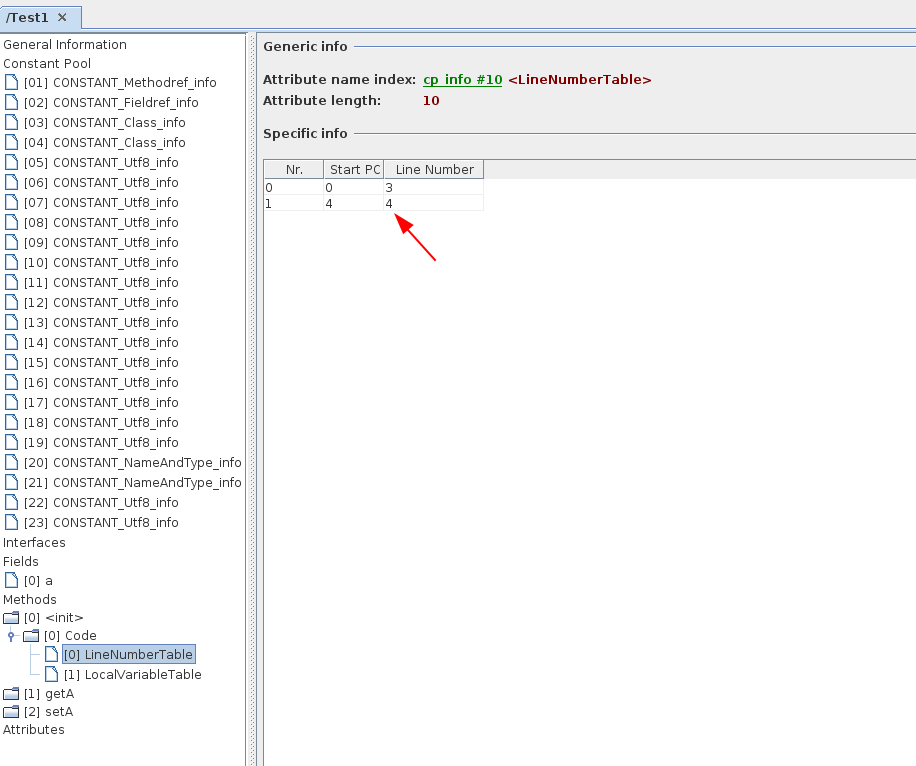 /Test1 ✕
General Information
Constant Pool
[01] CONSTANT_Methodref_info
[02] CONSTANT_Fieldref_info
[03] CONSTANT_Class_info
[04] CONSTANT_Class_info
[05] CONSTANT_Utf8_info
[06] CONSTANT_Utf8_info
[07] CONSTANT_Utf8_info
[08] CONSTANT_Utf8_info
[09] CONSTANT_Utf8_info
[10] CONSTANT_Utf8_info
[11] CONSTANT_Utf8_info
[12] CONSTANT_Utf8_info
[13] CONSTANT_Utf8_info
[14] CONSTANT_Utf8_info
[15] CONSTANT_Utf8_info
[16] CONSTANT_Utf8_info
[17] CONSTANT_Utf8_info
[18] CONSTANT_Utf8_info
[19] CONSTANT_Utf8_info
[20] CONSTANT_NameAndType_info
[21] CONSTANT_NameAndType_info
[22] CONSTANT_Utf8_info
[23] CONSTANT_Utf8_info
Interfaces
Fields
[0] a
Methods
[0] <init>
[0] Code
[0] LineNumberTable
[1] LocalVariableTable
[1] getA
[2] setA
Attributes
Generic info
Attribute name index: cp_info #10 <LineNumberTable>
Attribute length: 10
Specific info
Nr. Start PC Line Number
0 0 3
1 4 4